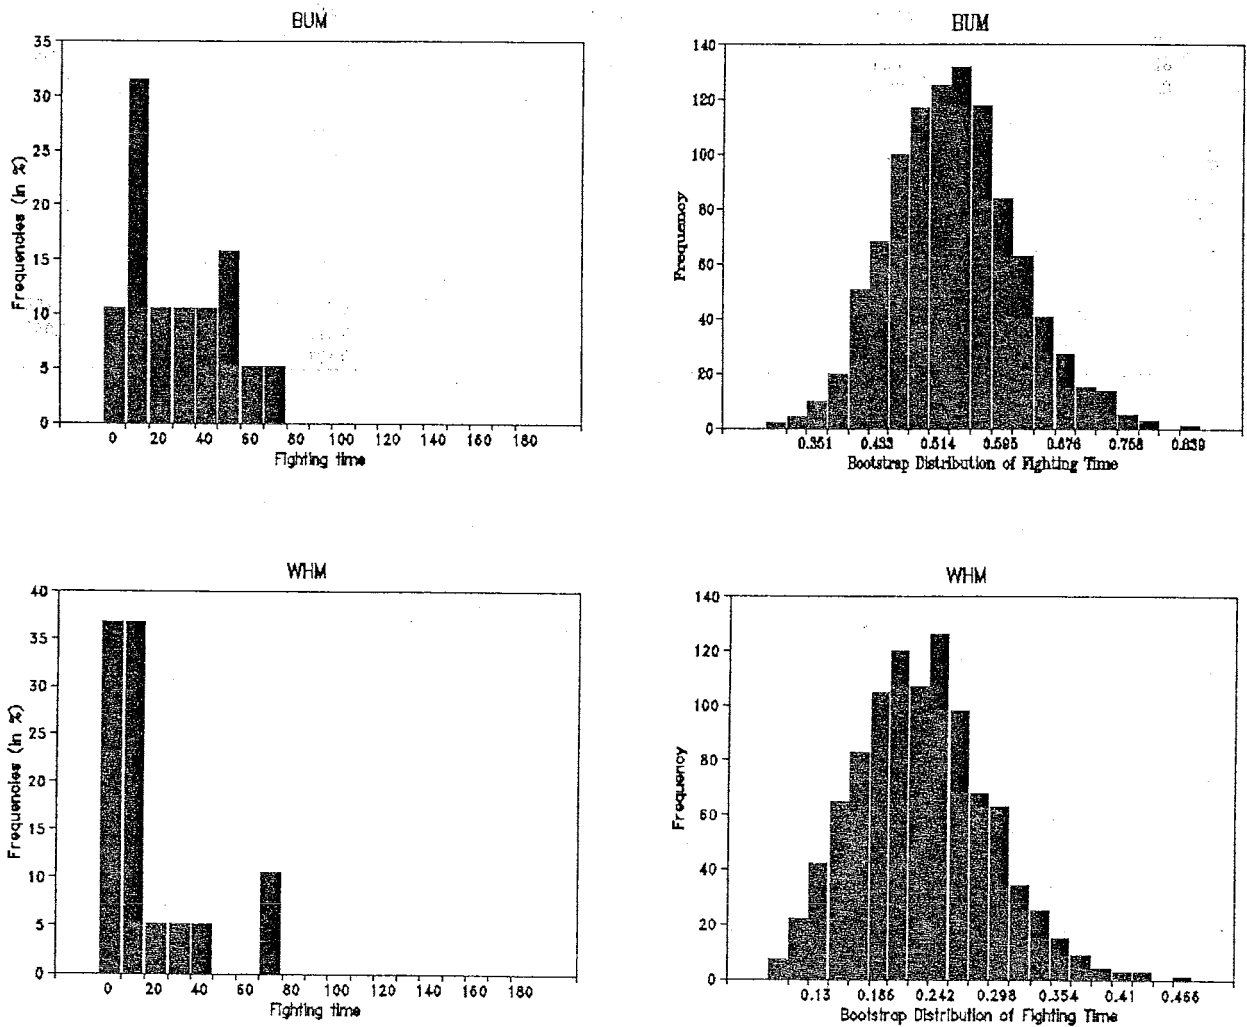 BUM
35
30
25
20
15
10
5
0
Frequencies (in %)
0 20 40 60 80 100 120 140 160 180
Fighting time
BUM
140
120
100
80
60
40
20
0
Frequency
0.351 0.433 0.514 0.595 0.676 0.758 0.839
Bootstrap Distribution of Fighting Time
WHM
40
35
30
25
20
15
10
5
0
Frequencies (in %)
0 20 40 60 80 100 120 140 160 180
Fighting time
WHM
140
120
100
80
60
40
20
0
Frequency
0.13 0.186 0.242 0.298 0.354 0.41 0.466
Bootstrap Distribution of Fighting Time